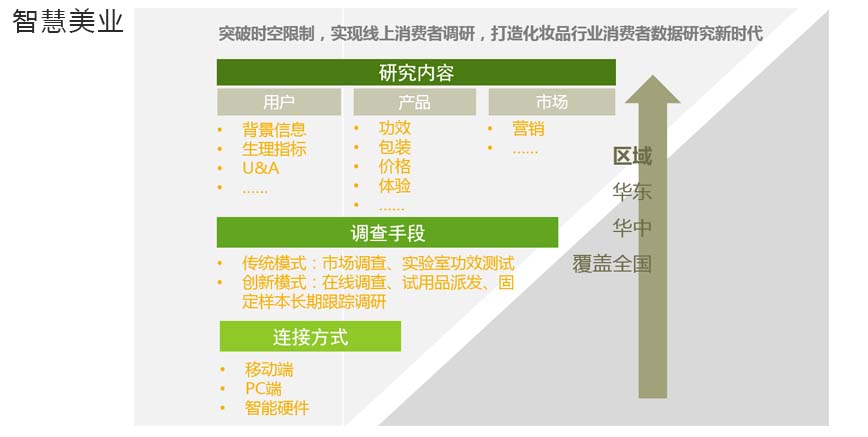 智慧美业
突破时空限制，实现线上消费者调研，打造化妆品行业消费者数据研究新时代
研究内容
用户
• 背景信息
• 生理指标
• U&A
• ......
产品
• 功效
• 包装
• 价格
• 体验
• ......
市场
• 营销
• ......
调查手段
• 传统模式：市场调查、实验室功效测试
• 创新模式：在线调查、试用品派发、固
定样本长期跟踪调研
连接方式
• 移动端
• PC端
• 智能硬件
区域
华东
华中
覆盖全国